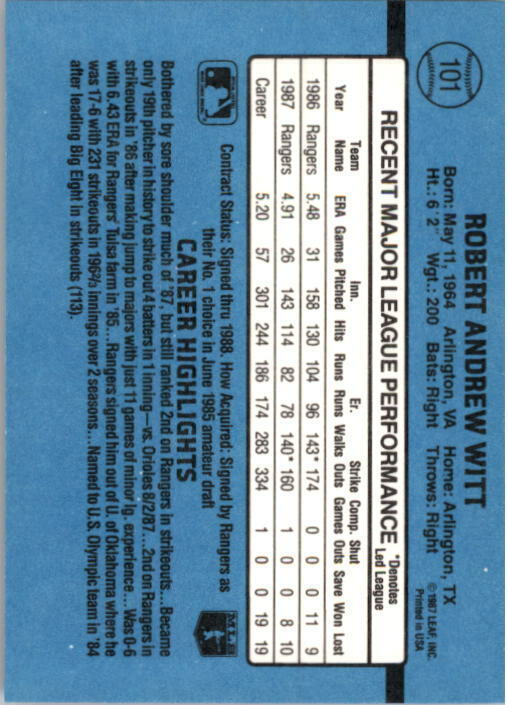 101
ROBERT ANDREW WITT
Born: May 11, 1964 Arlington, VA Home: Arlington, TX
Ht.: 6'2" Wgt.: 200 Bats: Right Throws: Right
© 1987 LEAF, INC.
Printed in USA
RECENT MAJOR LEAGUE PERFORMANCE *Denotes Led League
Year Team Name ERA Games Inn. Pitched Hits Runs Er. Runs Walks Strike Outs Comp. Games Shut Outs Save Won Lost
1986 Rangers 5.48 31 158 130 104 96 143* 174 0 0 0 11 9
1987 Rangers 4.91 26 143 114 82 78 140* 160 1 0 0 8 10
Career 5.20 57 301 244 186 174 283 334 1 0 0 19 19
Contract Status: Signed thru 1988. How Acquired: Signed by Rangers as
their No. 1 choice in June 1985 amateur draft
MLB
CAREER HIGHLIGHTS
Bothered by sore shoulder much of '87, but still ranked 2nd on Rangers in strikeouts... Became
only 19th pitcher in history to strike out 4 batters in 1 inning—vs. Orioles 8/2/87... 2nd on Rangers in
strikeouts in '86 after making jump to majors with just 11 games of minor lg. experience... Was 0-6
with 6.43 ERA for Rangers' Tulsa farm in '85... Rangers signed him out of U. of Oklahoma where he
was 17-6 with 231 strikeouts in 196⅔ innings over 2 seasons... Named to U.S. Olympic team in '84
after leading Big Eight in strikeouts (113).